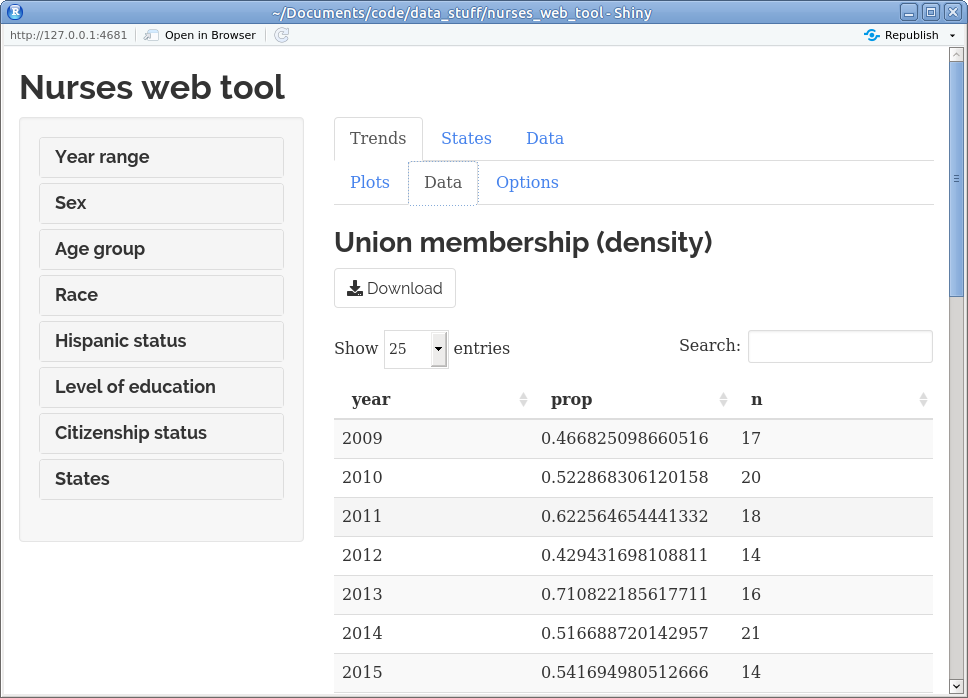 ~/Documents/code/data_stuff/nurses_web_tool - Shiny
http://127.0.0.1:4681 Open in Browser Republish
Nurses web tool
Year range
Sex
Age group
Race
Hispanic status
Level of education
Citizenship status
States
Trends States Data
Plots Data Options
Union membership (density)
Download
Show 25 entries Search:
year prop n
2009 0.466825098660516 17
2010 0.522868306120158 20
2011 0.622564654441332 18
2012 0.429431698108811 14
2013 0.710822185617711 16
2014 0.516688720142957 21
2015 0.541694980512666 14